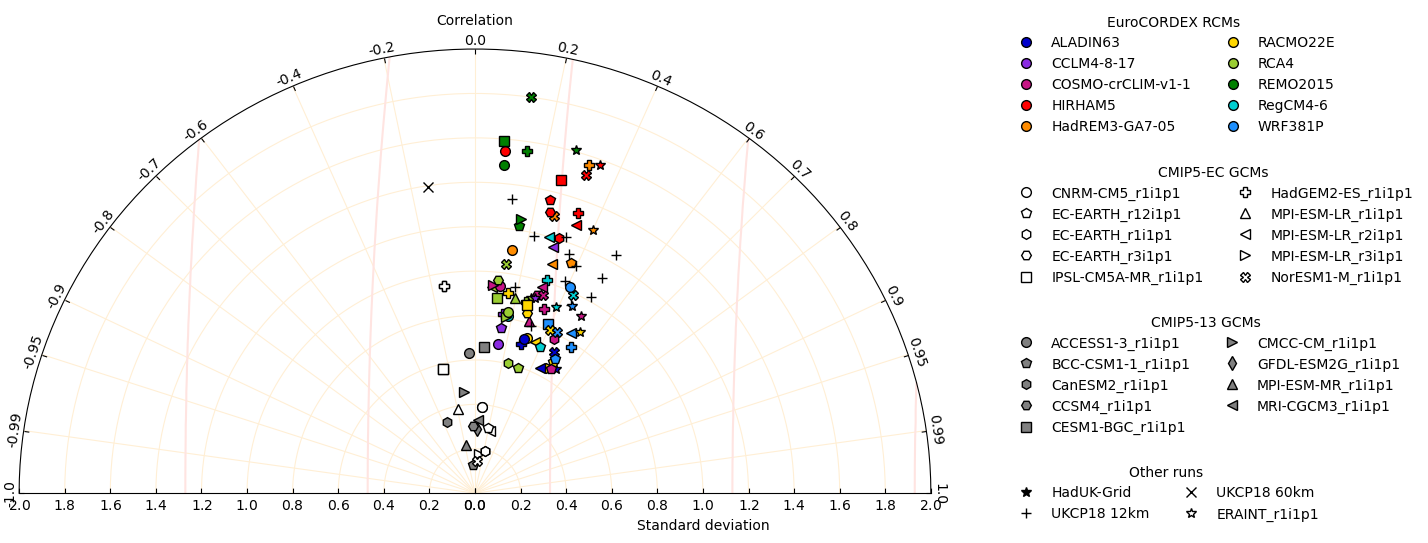 Correlation
0.0
-0.2
0.2
-0.4
0.4
-0.6
0.6
-0.7
0.7
-0.8
0.8
-0.9
0.9
-0.95
0.95
-0.99
0.99
-1.0
1.0
2.0 1.8 1.6 1.4 1.2 1.0 0.8 0.6 0.4 0.2 0.0 0.2 0.4 0.6 0.8 1.0 1.2 1.4 1.6 1.8 2.0
Standard deviation
EuroCORDEX RCMs
ALADIN63 RACMO22E
CCLM4-8-17 RCA4
COSMO-crCLIM-v1-1 REMO2015
HIRHAM5 RegCM4-6
HadREM3-GA7-05 WRF381P
CMIP5-EC GCMs
CNRM-CM5_r1i1p1 HadGEM2-ES_r1i1p1
EC-EARTH_r12i1p1 MPI-ESM-LR_r1i1p1
EC-EARTH_r1i1p1 MPI-ESM-LR_r2i1p1
EC-EARTH_r3i1p1 MPI-ESM-LR_r3i1p1
IPSL-CM5A-MR_r1i1p1 NorESM1-M_r1i1p1
CMIP5-13 GCMs
ACCESS1-3_r1i1p1 CMCC-CM_r1i1p1
BCC-CSM1-1_r1i1p1 GFDL-ESM2G_r1i1p1
CanESM2_r1i1p1 MPI-ESM-MR_r1i1p1
CCSM4_r1i1p1 MRI-CGCM3_r1i1p1
CESM1-BGC_r1i1p1
Other runs
HadUK-Grid UKCP18 60km
UKCP18 12km ERAINT_r1i1p1